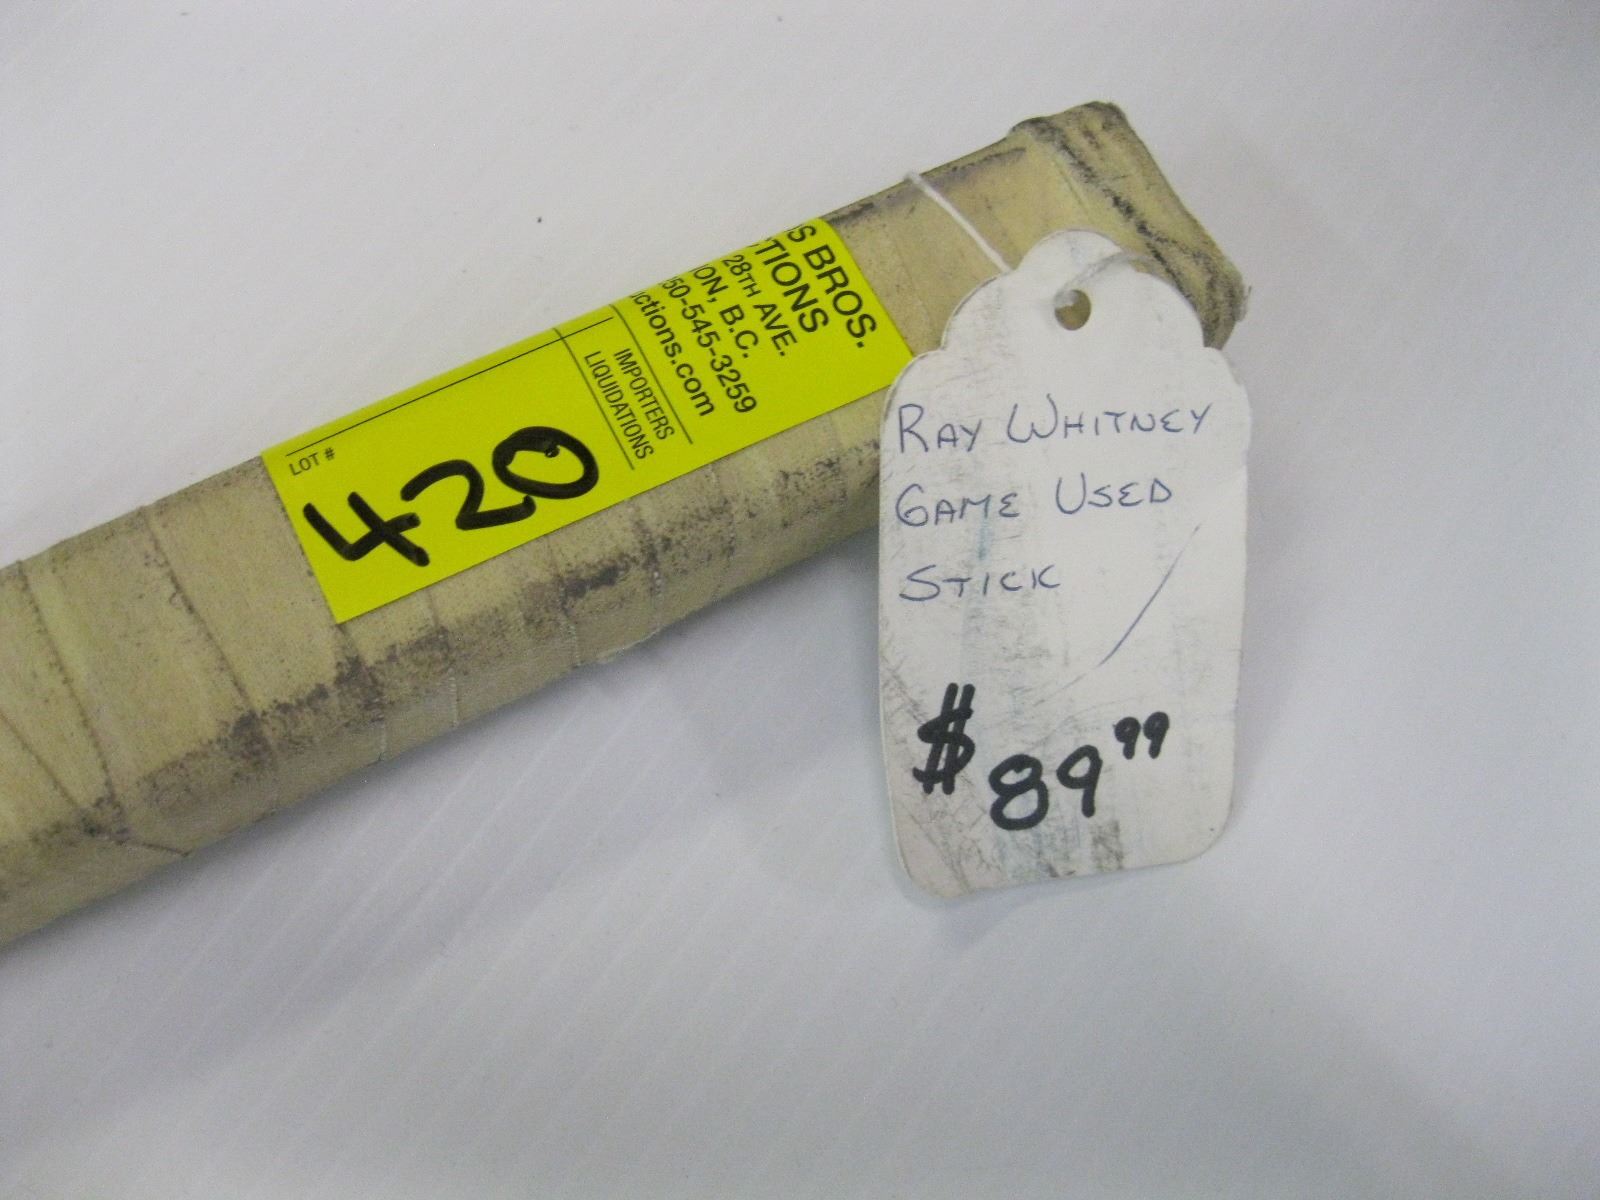 S BROS.
CTIONS
28TH AVE.
ON, B.C.
50-545-3259
uctions.com
IMPORTERS
LIQUIDATIONS
LOT #
420
RAY WHITNEY
GAME USED
STICK
$89.99